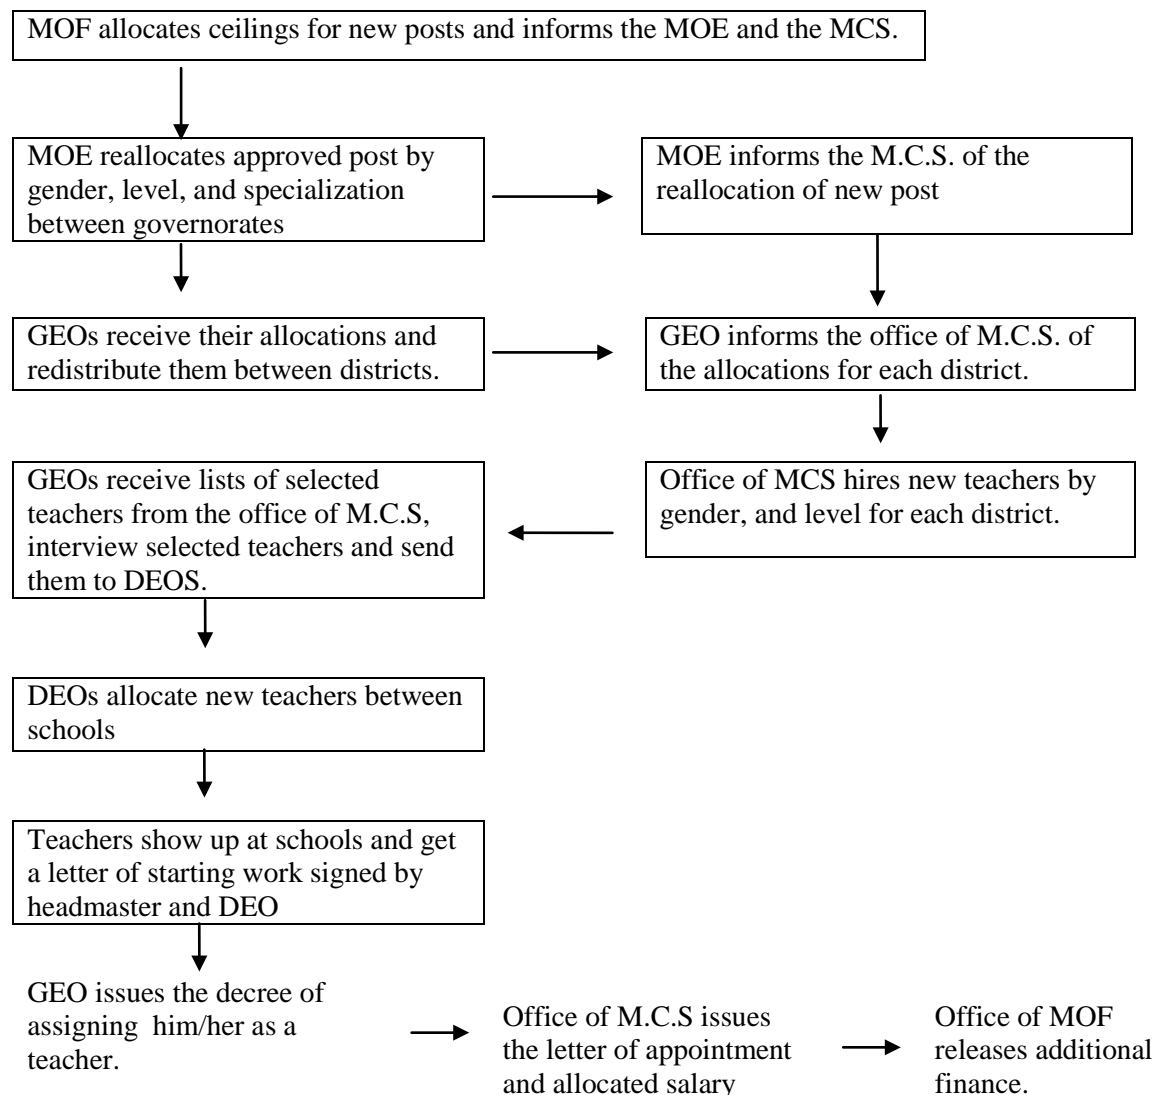 MOF allocates ceilings for new posts and informs the MOE and the MCS.
MOE reallocates approved post by
gender, level, and specialization
between governorates
MOE informs the M.C.S. of the
reallocation of new post
GEOs receive their allocations and
redistribute them between districts.
GEO informs the office of M.C.S. of
the allocations for each district.
GEOs receive lists of selected
teachers from the office of M.C.S,
interview selected teachers and send
them to DEOS.
Office of MCS hires new teachers by
gender, and level for each district.
DEOs allocate new teachers between
schools
Teachers show up at schools and get
a letter of starting work signed by
headmaster and DEO
GEO issues the decree of
assigning him/her as a
teacher.
Office of M.C.S issues
the letter of appointment
and allocated salary
Office of MOF
releases additional
finance.